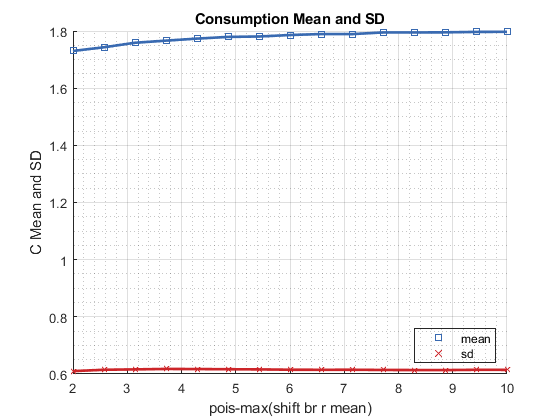 Consumption Mean and SD
C Mean and SD
1.8
1.6
1.4
1.2
1
0.8
0.6
2 3 4 5 6 7 8 9 10
pois-max(shift br r mean)
mean
sd